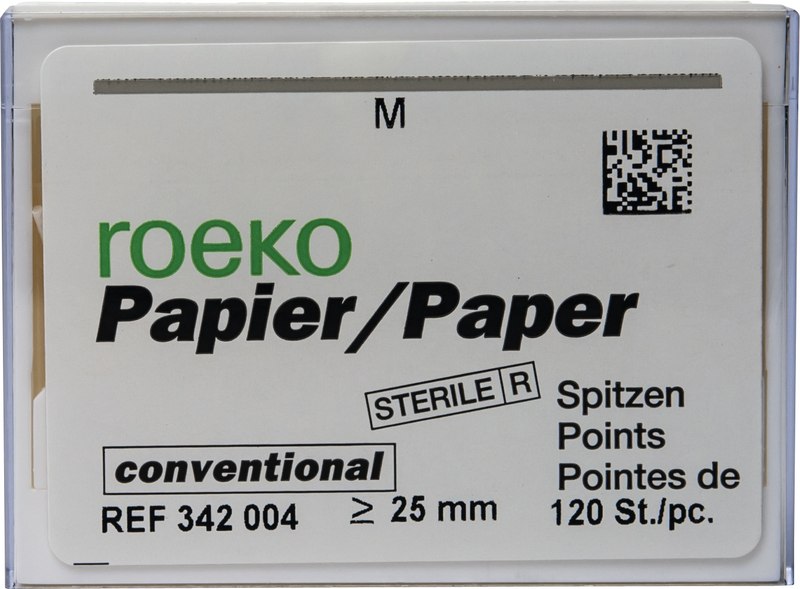 M
roeko
Papier/Paper
STERILE R
Spitzen
Points
conventional
Pointes de
REF 342 004 ≥ 25 mm 120 St./pc.